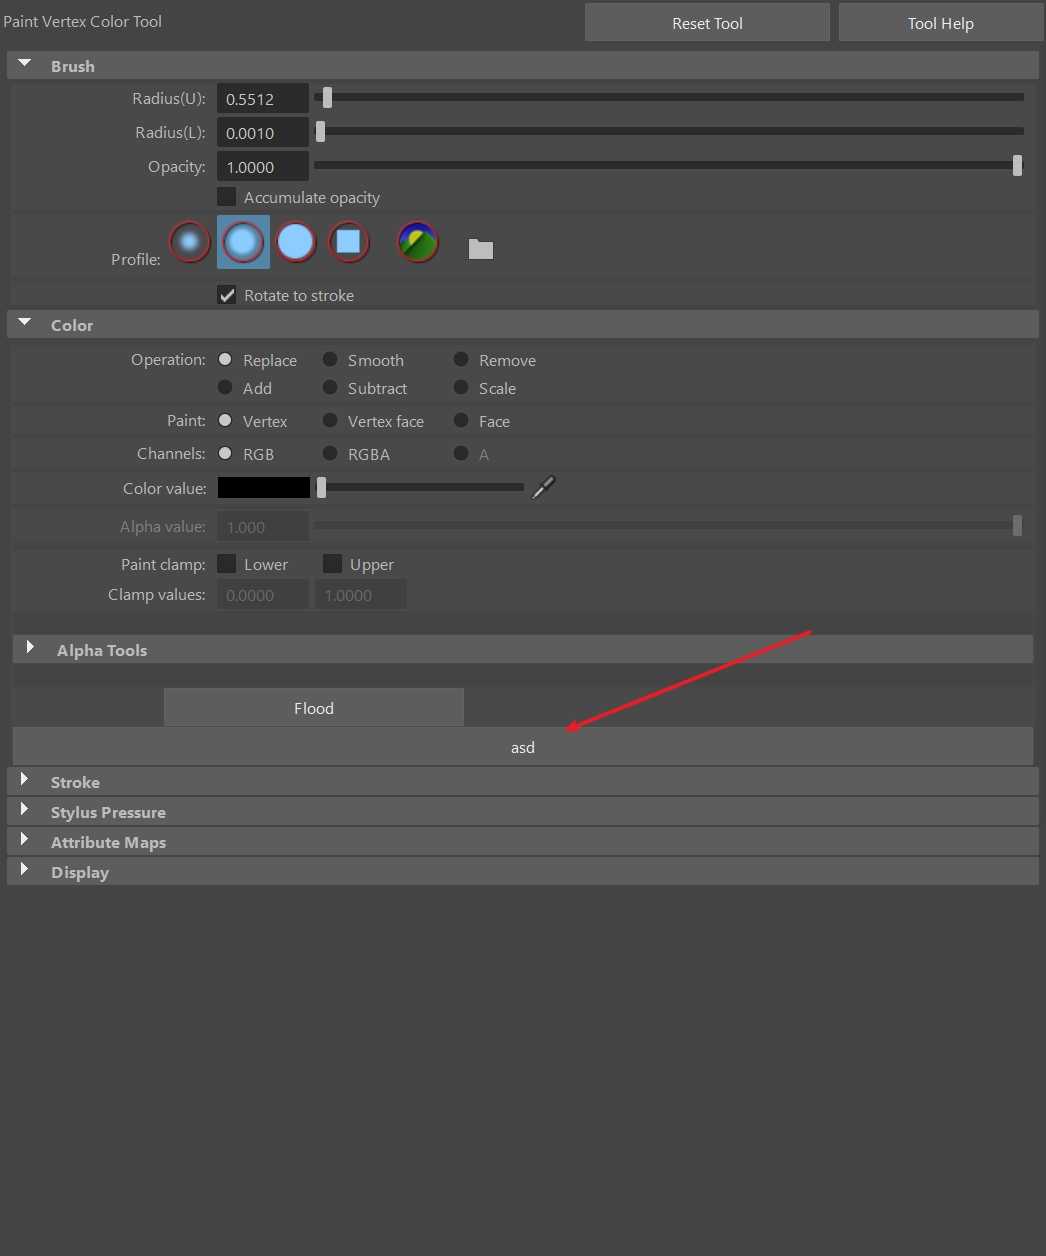 Paint Vertex Color Tool Reset Tool Tool Help
Brush
Radius(U): 0.5512
Radius(L): 0.0010
Opacity: 1.0000
Accumulate opacity
Profile:
Rotate to stroke
Color
Operation: Replace Smooth Remove
Add Subtract Scale
Paint: Vertex Vertex face Face
Channels: RGB RGBA A
Color value:
Alpha value: 1.000
Paint clamp: Lower Upper
Clamp values: 0.0000 1.0000
Alpha Tools
Flood
asd
Stroke
Stylus Pressure
Attribute Maps
Display